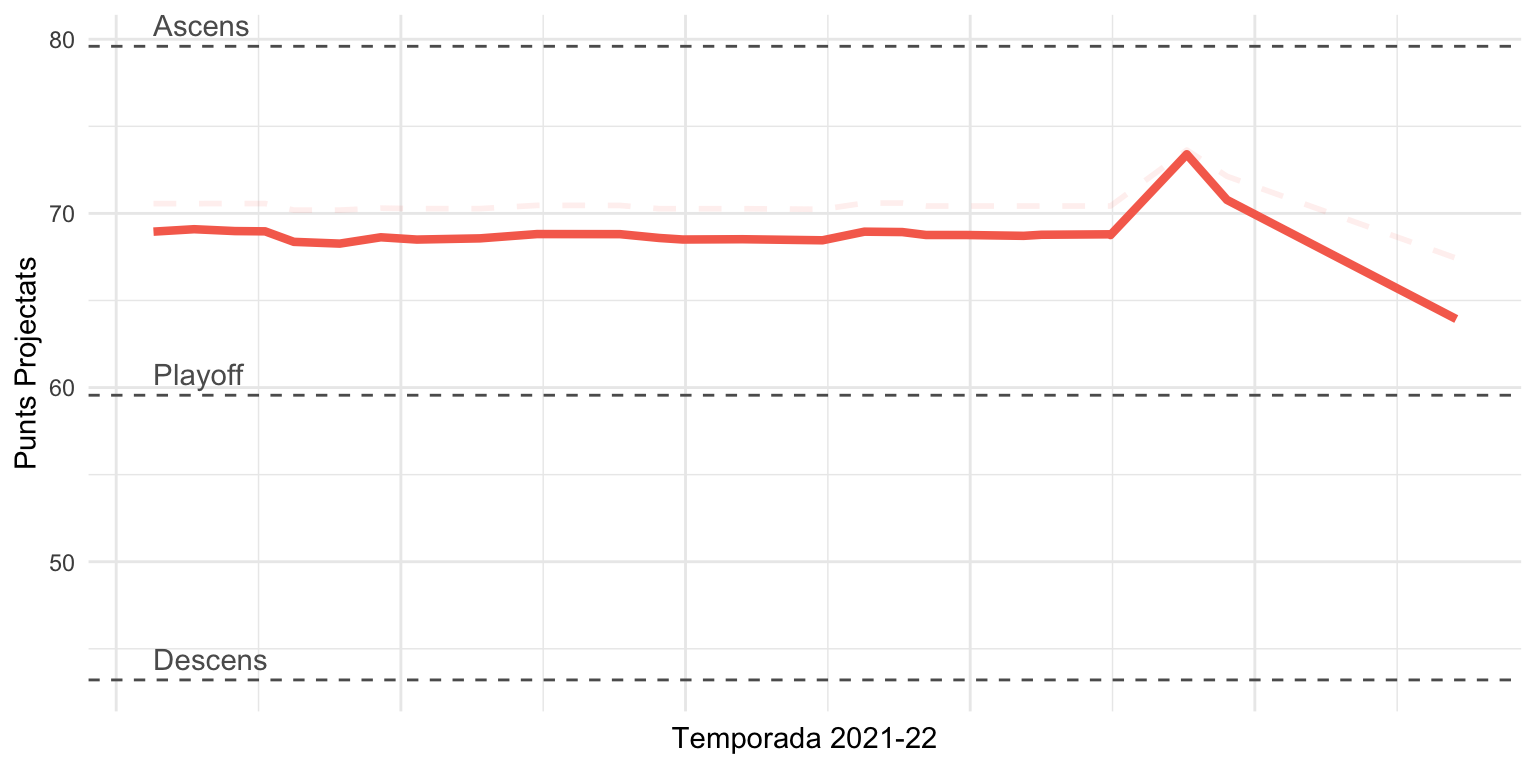 Ascens
80
70
Playoff
60
50
Descens
Punts Projectats
Temporada 2021-22